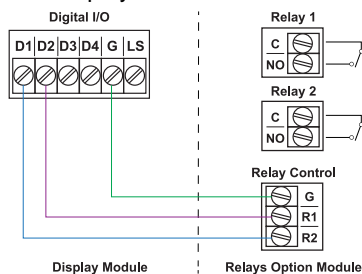 Digital I/O
D1 D2 D3 D4 G LS
Relay 1
C
NO
Relay 2
C
NO
Relay Control
G
R1
R2
Display Module
Relays Option Module